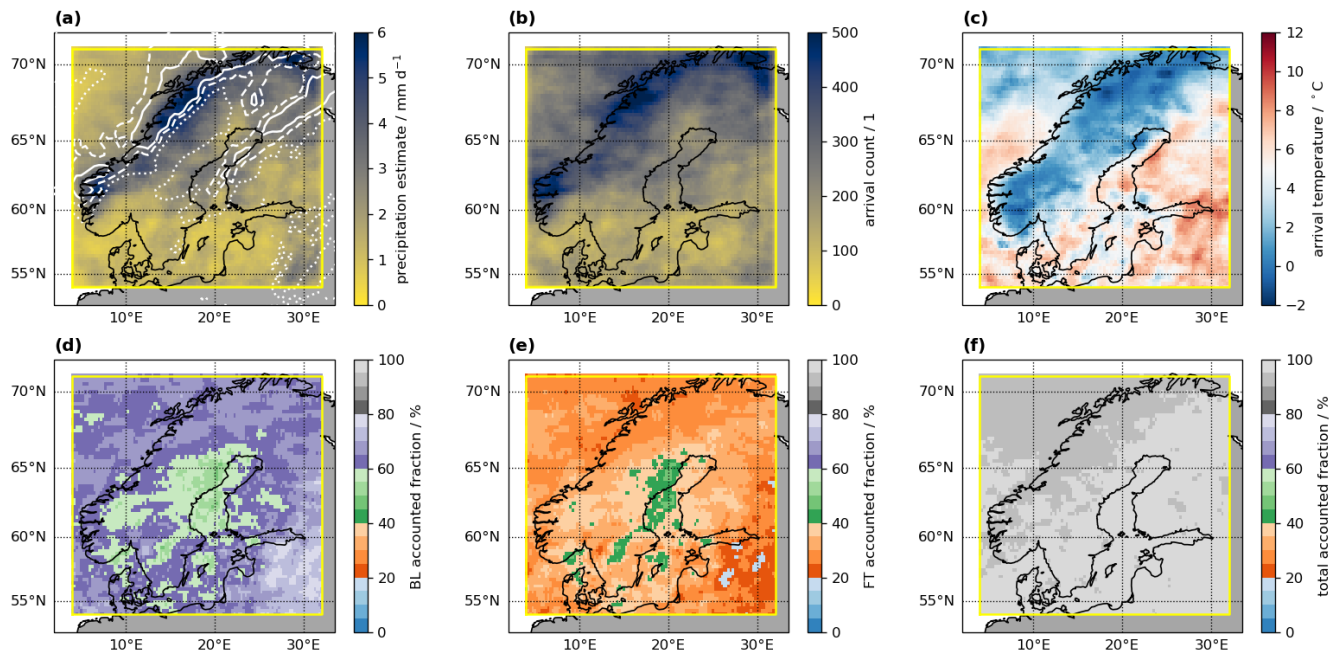 (a)
(b)
(c)
70°N
65°N
60°N
55°N
10°E
20°E
30°E
6
5
4
3
2
1
0
precipitation estimate / mm d⁻¹
70°N
65°N
60°N
55°N
10°E
20°E
30°E
500
400
300
200
100
0
arrival count / 1
70°N
65°N
60°N
55°N
10°E
20°E
30°E
12
10
8
6
4
2
0
−2
arrival temperature / °C
(d)
(e)
(f)
70°N
65°N
60°N
55°N
10°E
20°E
30°E
100
80
60
40
20
0
BL accounted fraction / %
70°N
65°N
60°N
55°N
10°E
20°E
30°E
100
80
60
40
20
0
FT accounted fraction / %
70°N
65°N
60°N
55°N
10°E
20°E
30°E
100
80
60
40
20
0
total accounted fraction / %